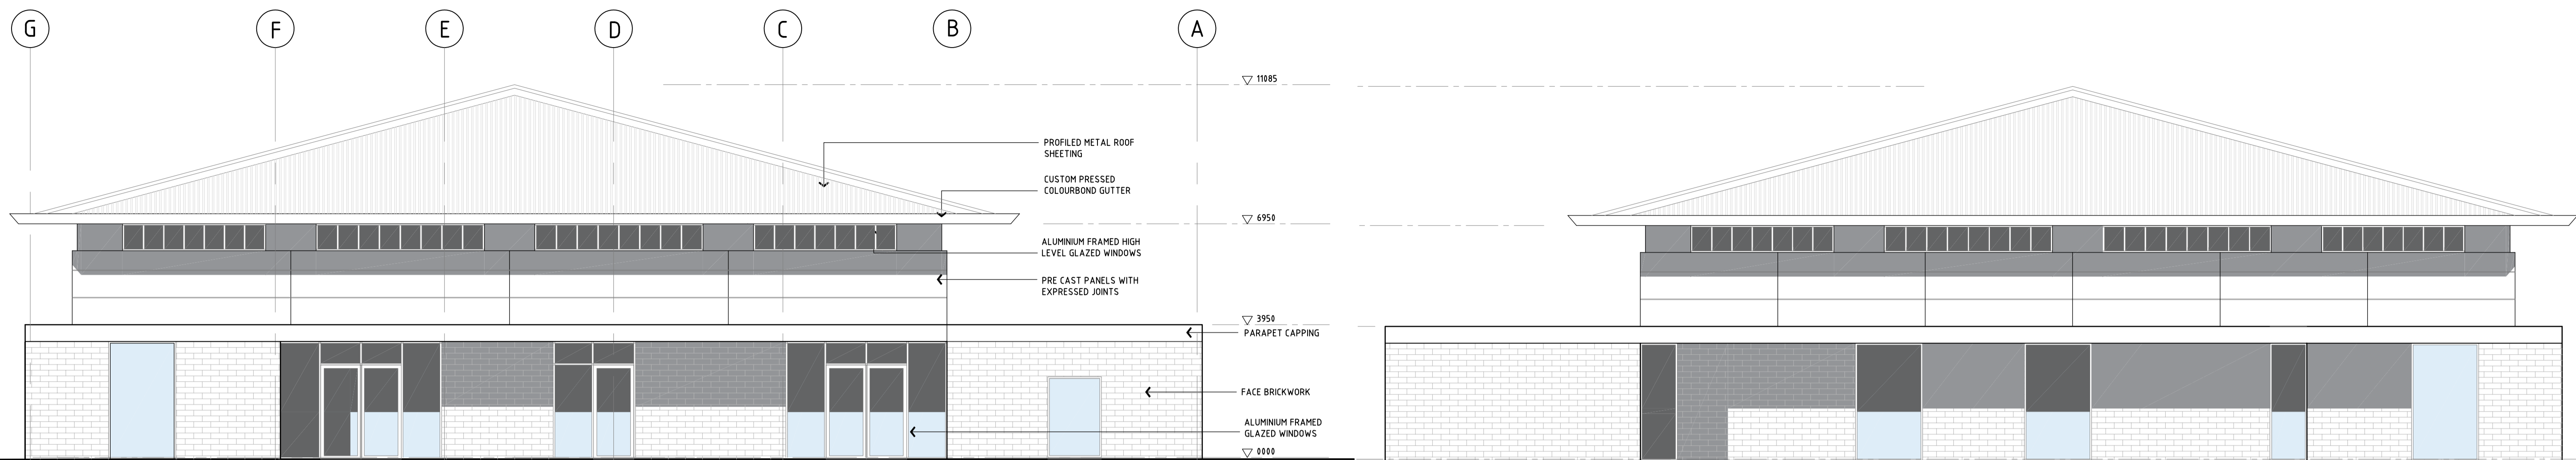 G F E D C B A
11085
PROFILED METAL ROOF
SHEETING
CUSTOM PRESSED
COLOURBOND GUTTER
6950
ALUMINIUM FRAMED HIGH
LEVEL GLAZED WINDOWS
PRE CAST PANELS WITH
EXPRESSED JOINTS
3950
PARAPET CAPPING
FACE BRICKWORK
ALUMINIUM FRAMED
GLAZED WINDOWS
0000